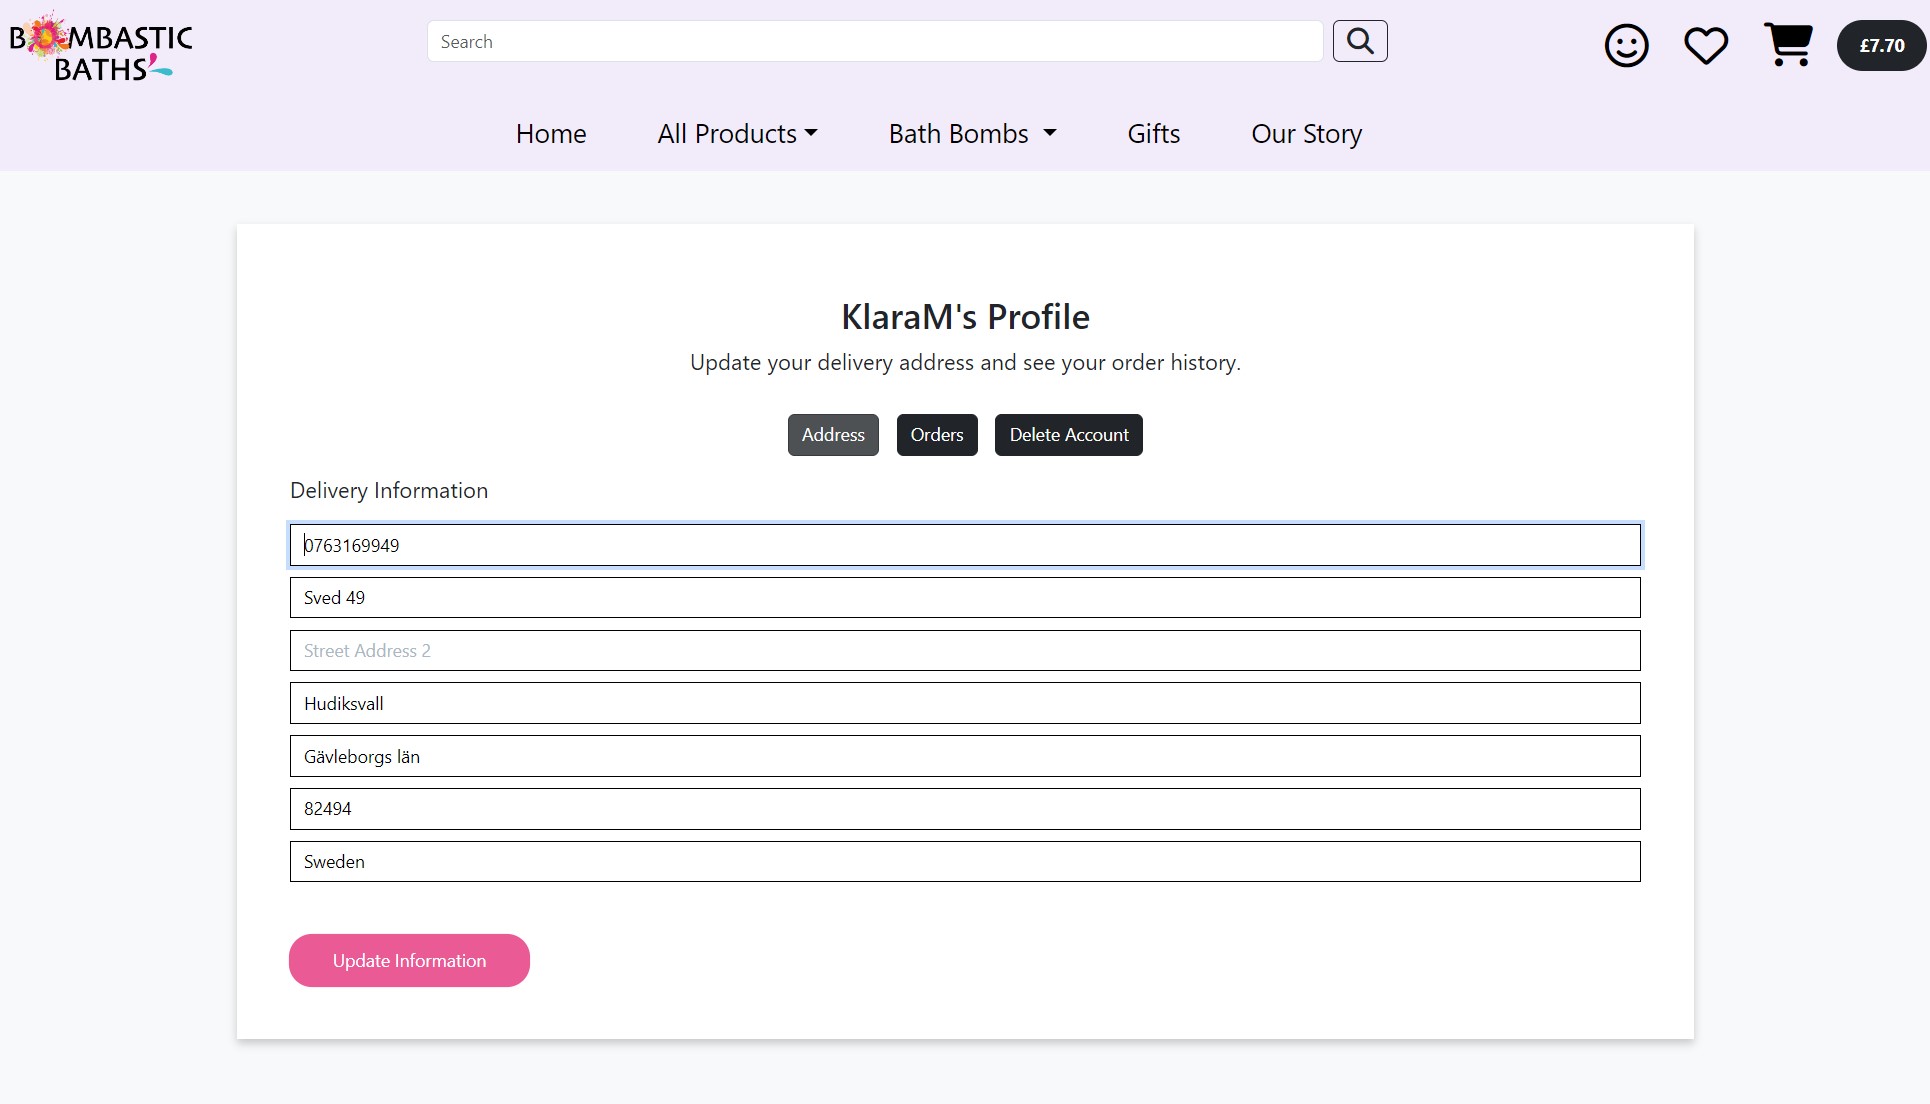 BOMBASTIC
BATHS
Search
£7.70
Home All Products Bath Bombs Gifts Our Story
KlaraM's Profile
Update your delivery address and see your order history.
Address Orders Delete Account
Delivery Information
0763169949
Sved 49
Street Address 2
Hudiksvall
Gävleborgs län
82494
Sweden
Update Information